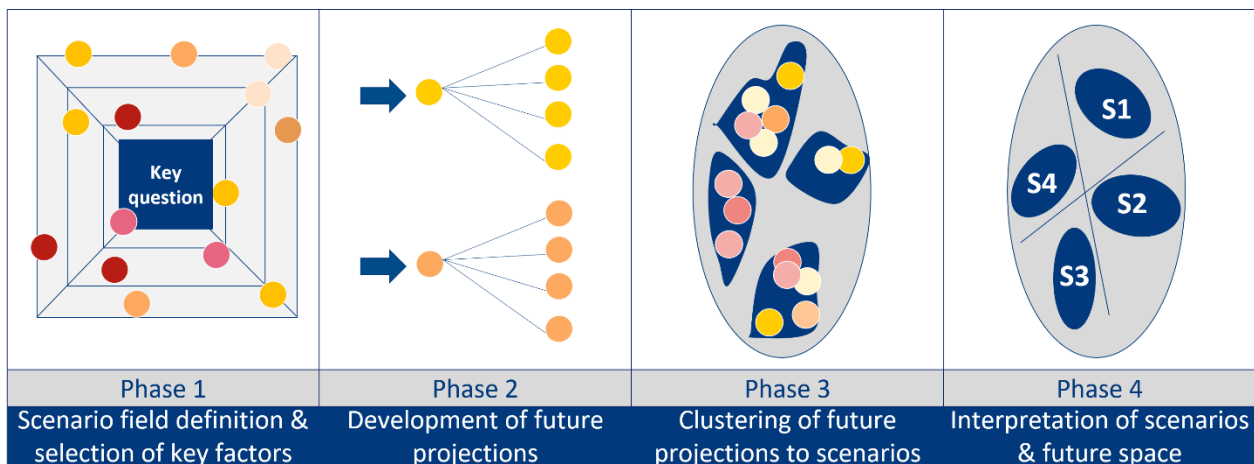 Key
question
S1
S4
S2
S3
Phase 1
Phase 2
Phase 3
Phase 4
Scenario field definition &
selection of key factors
Development of future
projections
Clustering of future
projections to scenarios
Interpretation of scenarios
& future space